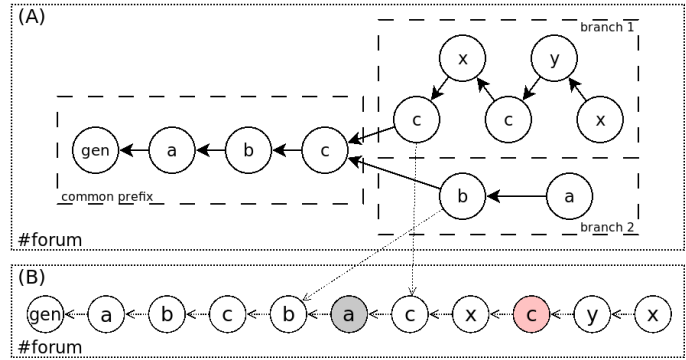 (A)
branch 1
x y
c c x
gen a b c
common prefix
b a
branch 2
#forum
(B)
gen a b c b a c x c y x
#forum